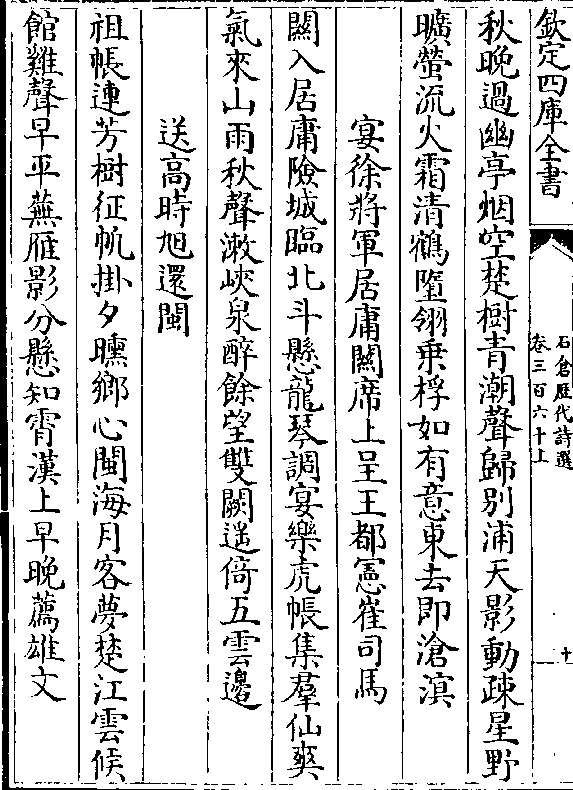 欽定四庫全書
石倉歷代詩選
卷三百六十上
十一
秋晚過幽亭烟空楚樹青潮聲歸別浦天影動疎星野
曠螢流火霜清鶴墮翎乗桴如有意東去即滄溟
宴徐將軍居庸關席上呈王都憲崔司馬
關入居庸險城臨北斗懸龍琴調宴樂虎帳集羣仙爽
氣來山雨秋聲漱峽泉醉餘望雙闕遥倚五雲邊
送高時旭還閩
祖帳連芳樹征帆掛夕曛鄉心閩海月客夢楚江雲候
館雞聲早平蕪雁影分懸知霄漢上早晚薦雄文